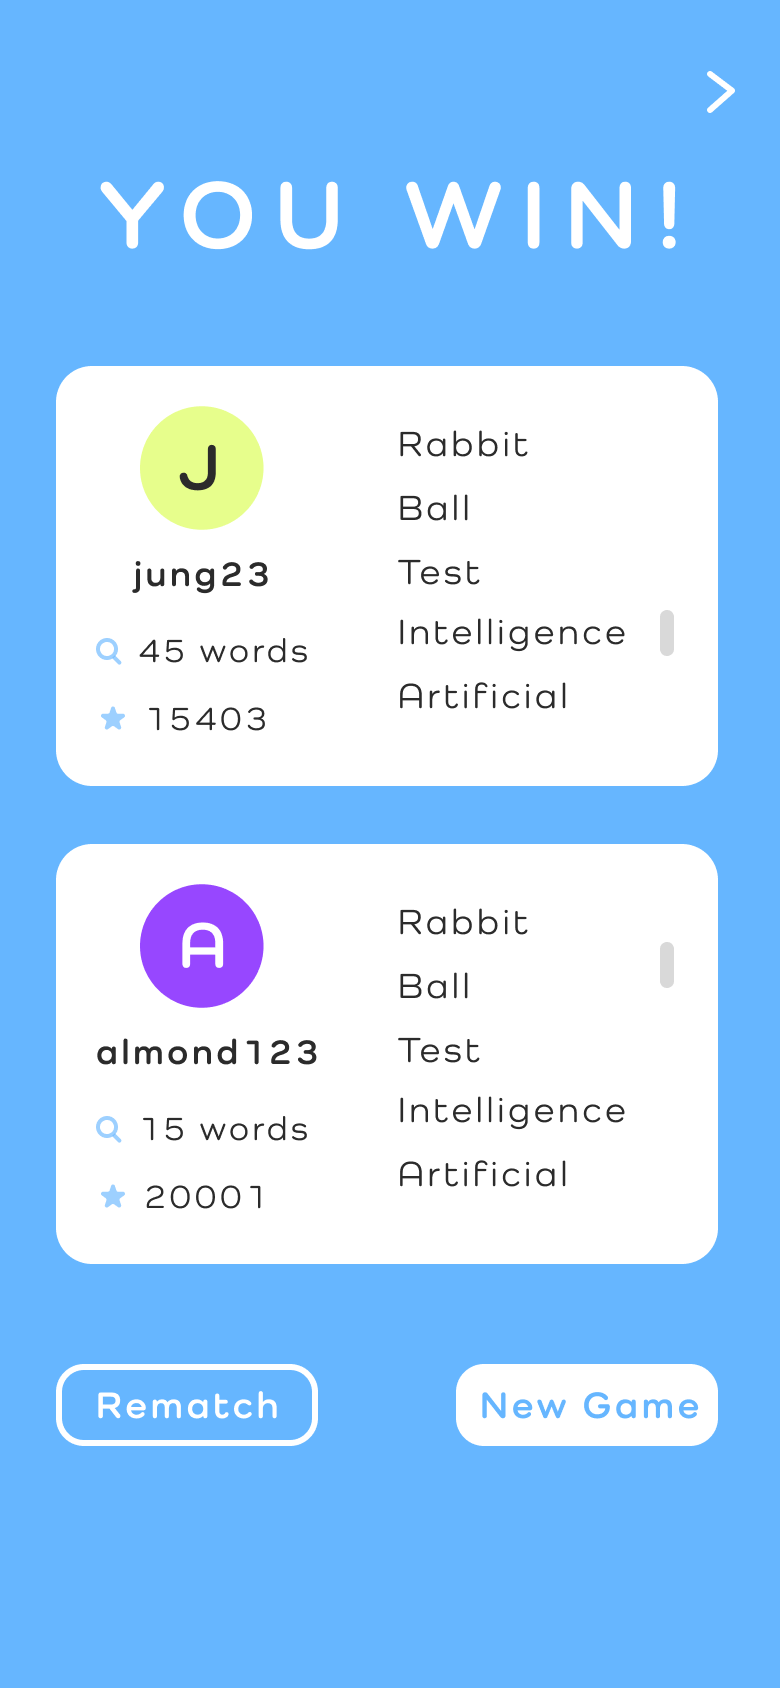 YOU WIN!
J
jung23
45 words
15403
Rabbit
Ball
Test
Intelligence
Artificial
A
almond123
15 words
20001
Rabbit
Ball
Test
Intelligence
Artificial
Rematch
New Game